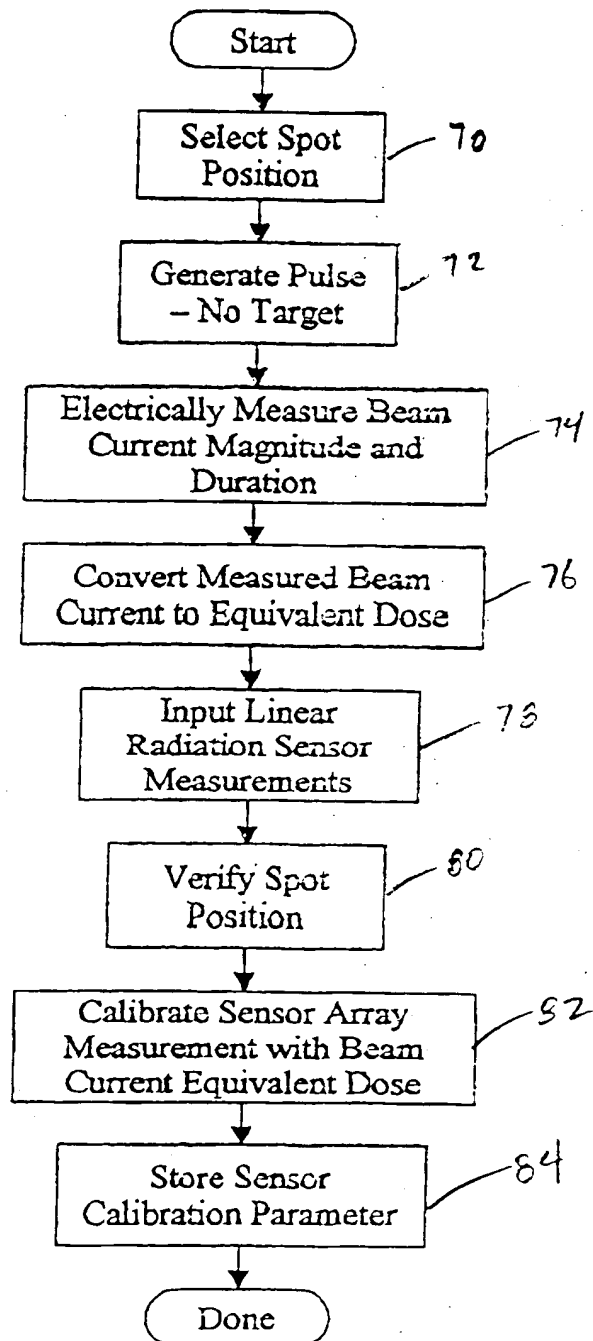 Start
Select Spot
Position
70
Generate Pulse
– No Target
72
Electrically Measure Beam
Current Magnitude and
Duration
74
Convert Measured Beam
Current to Equivalent Dose
76
Input Linear
Radiation Sensor
Measurements
78
Verify Spot
Position
80
Calibrate Sensor Array
Measurement with Beam
Current Equivalent Dose
82
Store Sensor
Calibration Parameter
84
Done